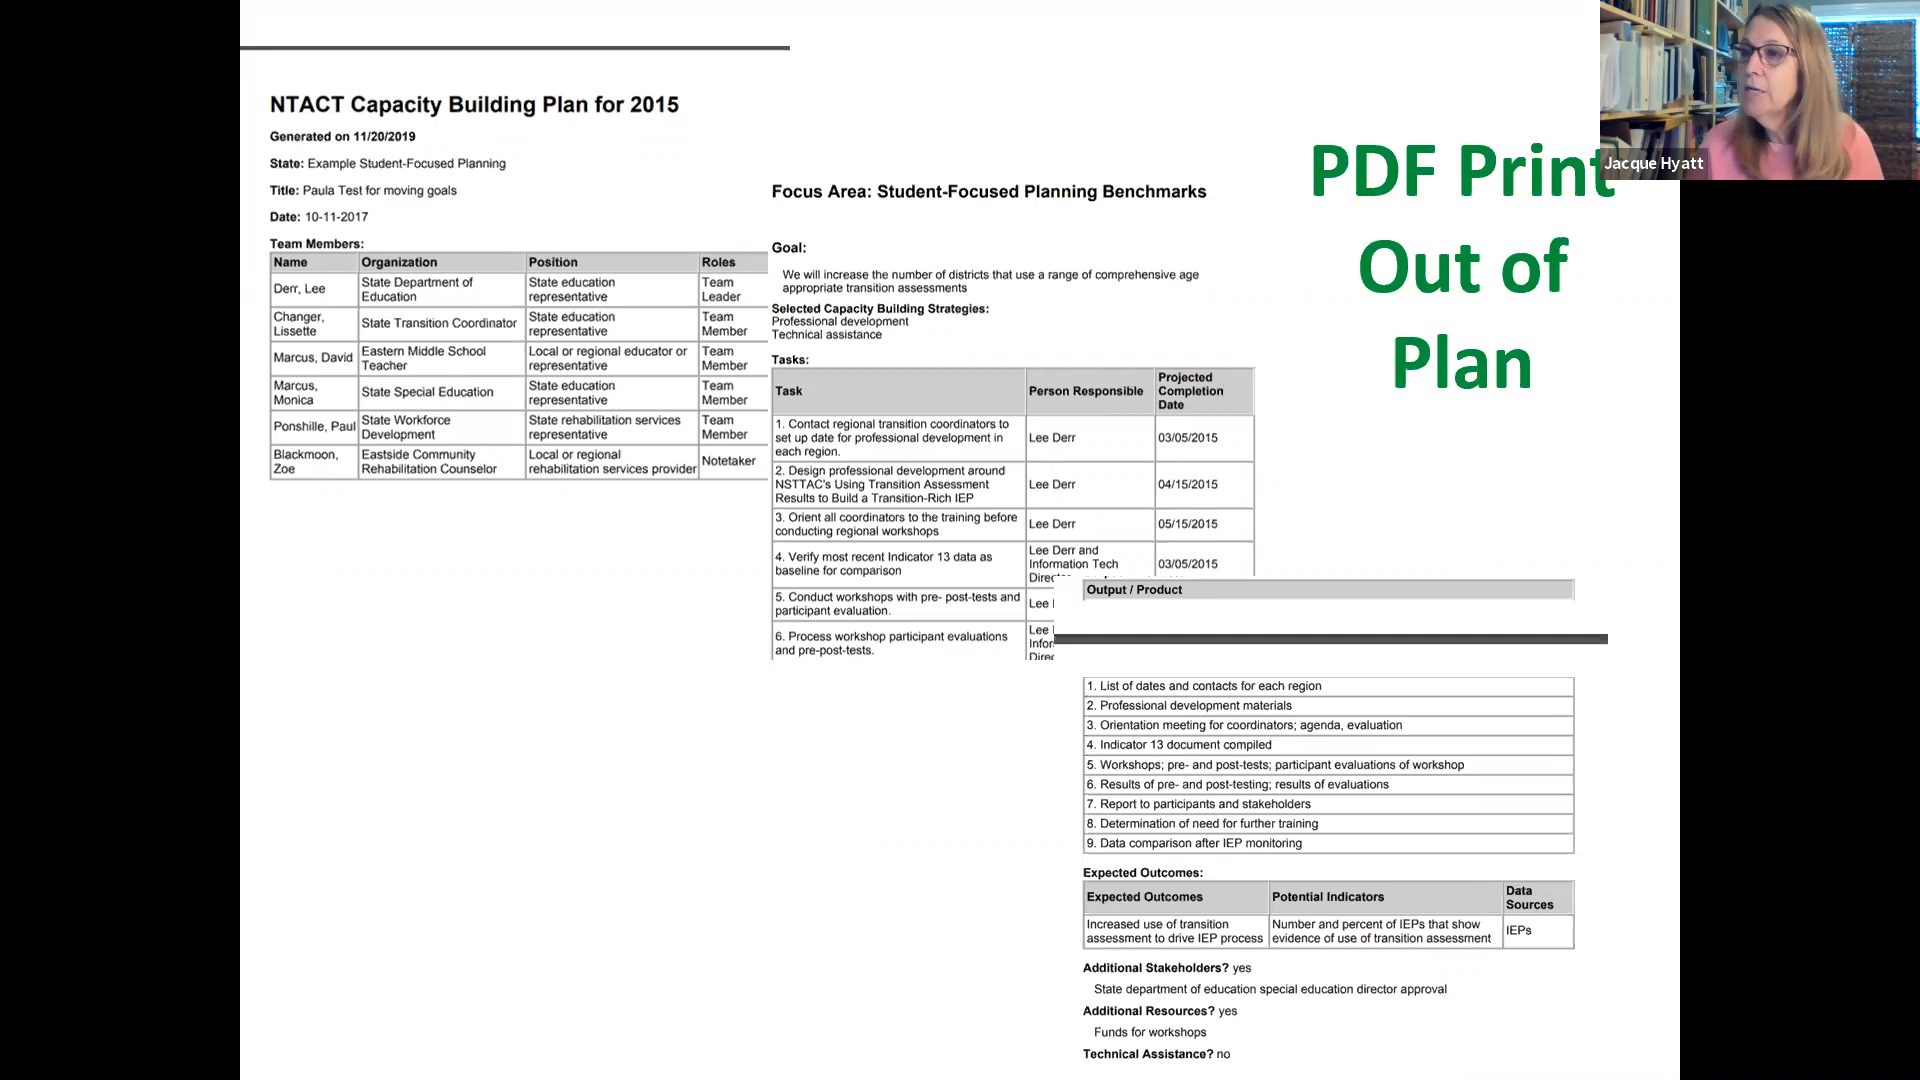 NTACT Capacity Building Plan for 2015
Generated on 11/20/2019
State: Example Student-Focused Planning
Title: Paula Test for moving goals
Date: 10-11-2017
Team Members:
Name Organization Position Roles
Derr, Lee State Department of Education State education representative Team Leader
Changer, Lissette State Transition Coordinator State education representative Team Member
Marcus, David Eastern Middle School Teacher Local or regional educator or representative Team Member
Marcus, Monica State Special Education State education representative Team Member
Ponshille, Paul State Workforce Development State rehabilitation services representative Team Member
Blackmoon, Zoe Eastside Community Rehabilitation Counselor Local or regional rehabilitation services provider Notetaker
Focus Area: Student-Focused Planning Benchmarks
Goal:
We will increase the number of districts that use a range of comprehensive age
appropriate transition assessments
Selected Capacity Building Strategies:
Professional development
Technical assistance
Tasks:
Task Person Responsible Projected Completion Date
1. Contact regional transition coordinators to set up date for professional development in each region. Lee Derr 03/05/2015
2. Design professional development around NSTTAC's Using Transition Assessment Results to Build a Transition-Rich IEP Lee Derr 04/15/2015
3. Orient all coordinators to the training before conducting regional workshops Lee Derr 05/15/2015
4. Verify most recent Indicator 13 data as baseline for comparison Lee Derr and Information Tech 03/05/2015
5. Conduct workshops with pre- post-tests and participant evaluation. Lee
6. Process workshop participant evaluations and pre-post-tests. Lee
Output / Product
1. List of dates and contacts for each region
2. Professional development materials
3. Orientation meeting for coordinators; agenda, evaluation
4. Indicator 13 document compiled
5. Workshops; pre- and post-tests; participant evaluations of workshop
6. Results of pre- and post-testing; results of evaluations
7. Report to participants and stakeholders
8. Determination of need for further training
9. Data comparison after IEP monitoring
Expected Outcomes:
Expected Outcomes Potential Indicators Data Sources
Increased use of transition assessment to drive IEP process Number and percent of IEPs that show evidence of use of transition assessment IEPs
Additional Stakeholders? yes
State department of education special education director approval
Additional Resources? yes
Funds for workshops
Technical Assistance? no
PDF Print
Out of
Plan
Jacque Hyatt